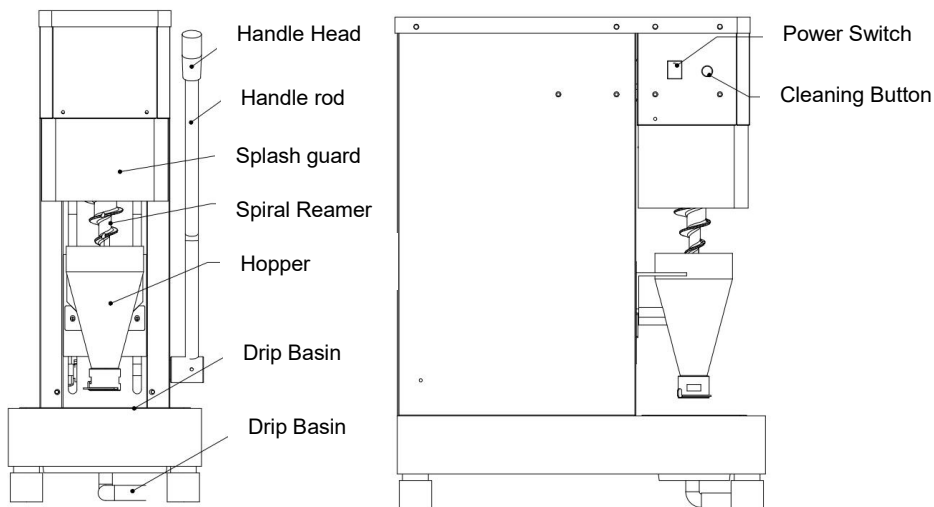 Handle Head
Handle rod
Splash guard
Spiral Reamer
Hopper
Drip Basin
Drip Basin
Power Switch
Cleaning Button